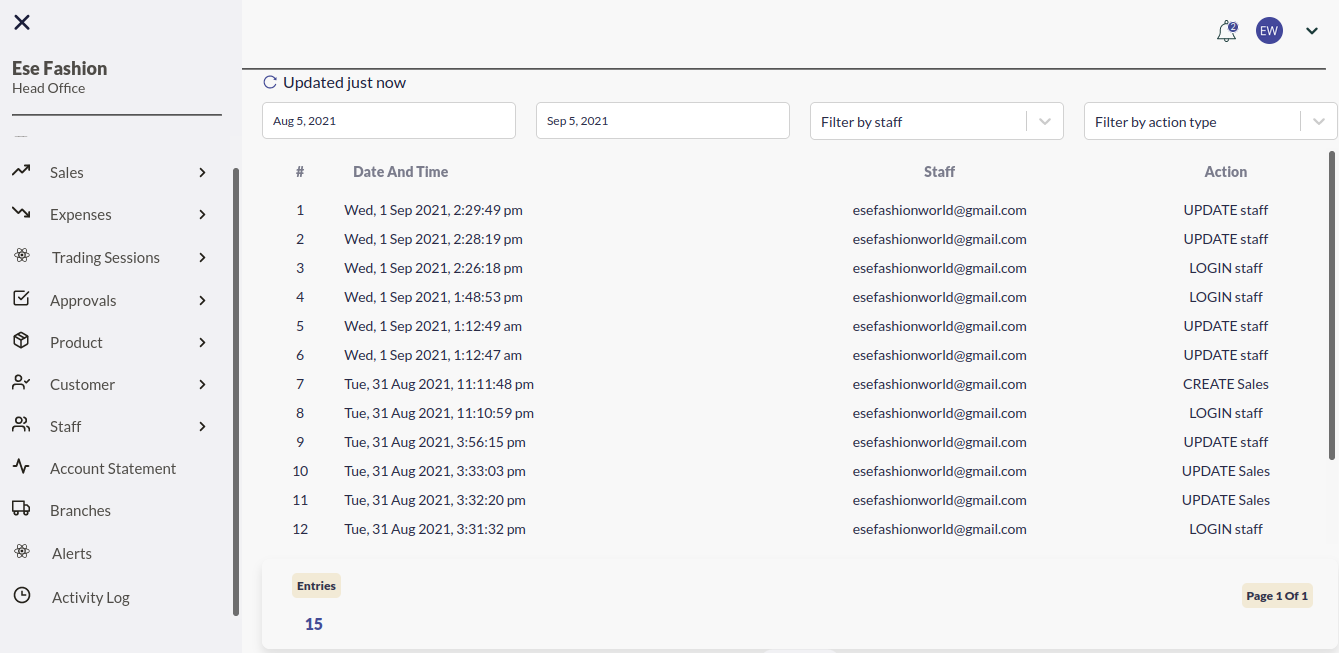 2
EW
Ese Fashion
Head Office
Sales
Expenses
Trading Sessions
Approvals
Product
Customer
Staff
Account Statement
Branches
Alerts
Activity Log
Updated just now
Aug 5, 2021 Sep 5, 2021 Filter by staff Filter by action type
# Date And Time Staff Action
1 Wed, 1 Sep 2021, 2:29:49 pm esefashionworld@gmail.com UPDATE staff
2 Wed, 1 Sep 2021, 2:28:19 pm esefashionworld@gmail.com UPDATE staff
3 Wed, 1 Sep 2021, 2:26:18 pm esefashionworld@gmail.com LOGIN staff
4 Wed, 1 Sep 2021, 1:48:53 pm esefashionworld@gmail.com LOGIN staff
5 Wed, 1 Sep 2021, 1:12:49 am esefashionworld@gmail.com UPDATE staff
6 Wed, 1 Sep 2021, 1:12:47 am esefashionworld@gmail.com UPDATE staff
7 Tue, 31 Aug 2021, 11:11:48 pm esefashionworld@gmail.com CREATE Sales
8 Tue, 31 Aug 2021, 11:10:59 pm esefashionworld@gmail.com LOGIN staff
9 Tue, 31 Aug 2021, 3:56:15 pm esefashionworld@gmail.com UPDATE staff
10 Tue, 31 Aug 2021, 3:33:03 pm esefashionworld@gmail.com UPDATE Sales
11 Tue, 31 Aug 2021, 3:32:20 pm esefashionworld@gmail.com UPDATE Sales
12 Tue, 31 Aug 2021, 3:31:32 pm esefashionworld@gmail.com LOGIN staff
Entries
15
Page 1 Of 1